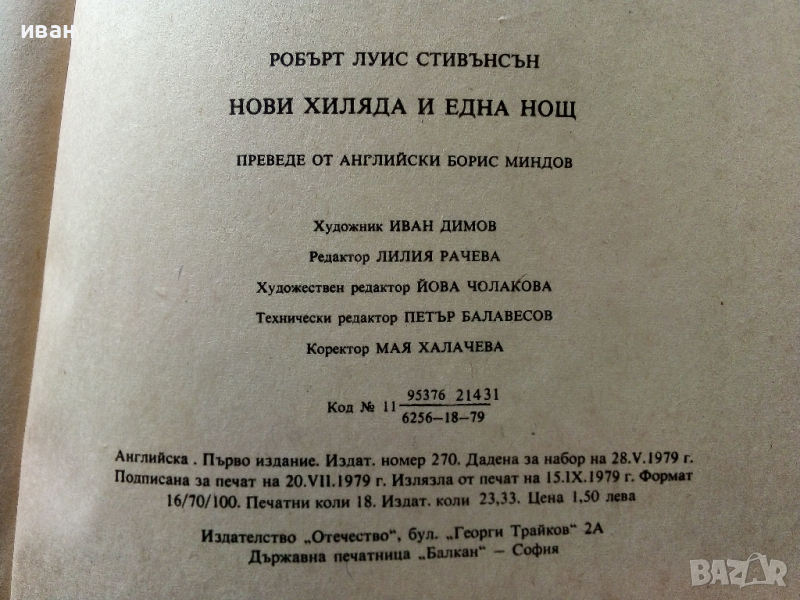 иван
РОБЪРТ ЛУИС СТИВЪНСЪН
НОВИ ХИЛЯДА И ЕДНА НОЩ
ПРЕВЕДЕ ОТ АНГЛИЙСКИ БОРИС МИНДОВ
Художник ИВАН ДИМОВ
Редактор ЛИЛИЯ РАЧЕВА
Художествен редактор ЙОВА ЧОЛАКОВА
Технически редактор ПЕТЪР БАЛАВЕСОВ
Коректор МАЯ ХАЛАЧЕВА
95376 21431
Код № 11
6256-18-79
Английска. Първо издание. Издат. номер 270. Дадена за набор на 28.V.1979 г.
Подписана за печат на 20.VII.1979 г. Излязла от печат на 15.IX.1979 г. Формат
16/70/100. Печатни коли 18. Издат. коли 23,33. Цена 1,50 лева
Издателство „Отечество“, бул. „Георги Трайков“ 2А
Държавна печатница „Балкан“ – София
BAZAR